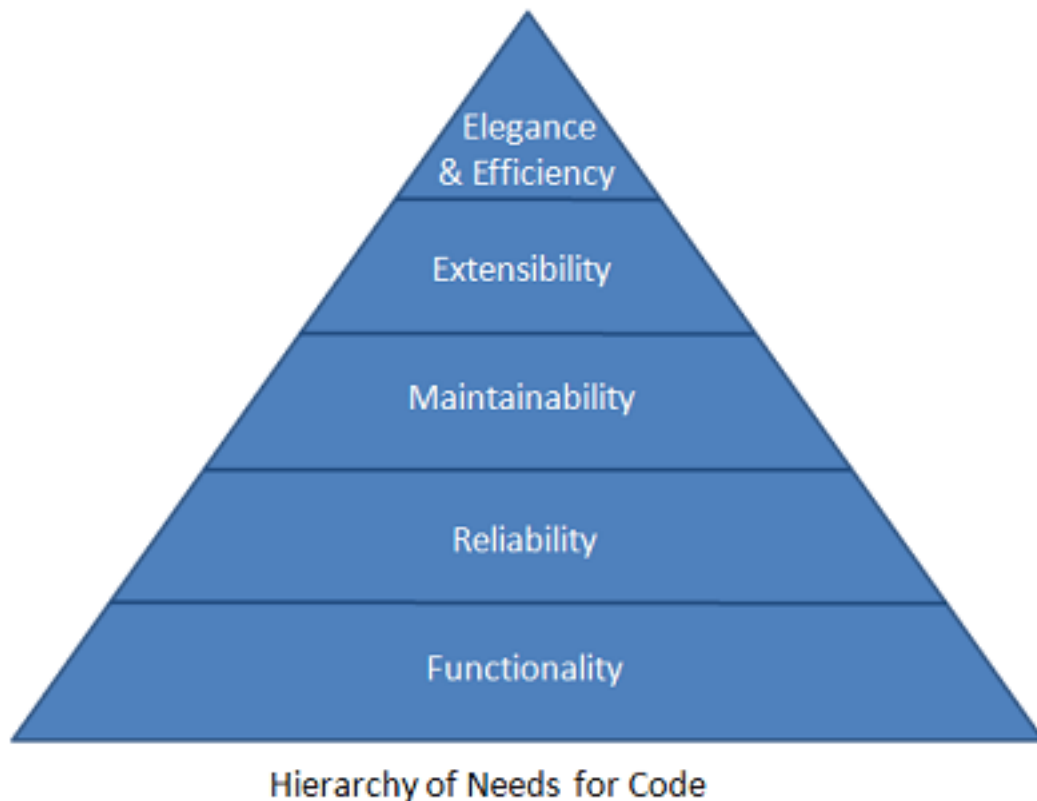 Elegance
& Efficiency
Extensibility
Maintainability
Reliability
Functionality
Hierarchy of Needs for Code